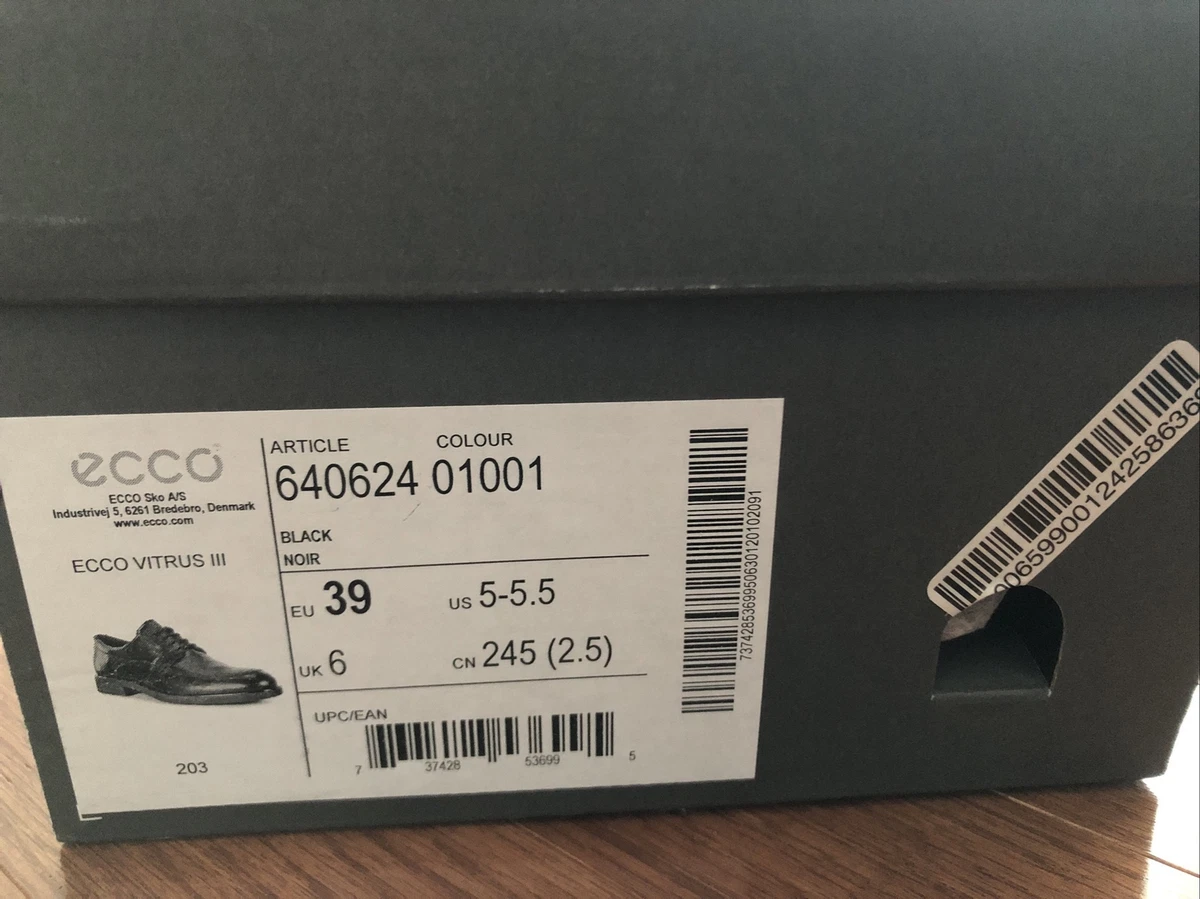 ecco
ECCO Sko A/S
Industrivej 5, 6261 Bredebro, Denmark
www.ecco.com
ECCO VITRUS III
203
ARTICLE COLOUR
640624 01001
BLACK
NOIR
EU 39 US 5-5.5
UK 6 CN 245 (2.5)
UPC/EAN
7 37428 53699 5
7374285369950630120102091